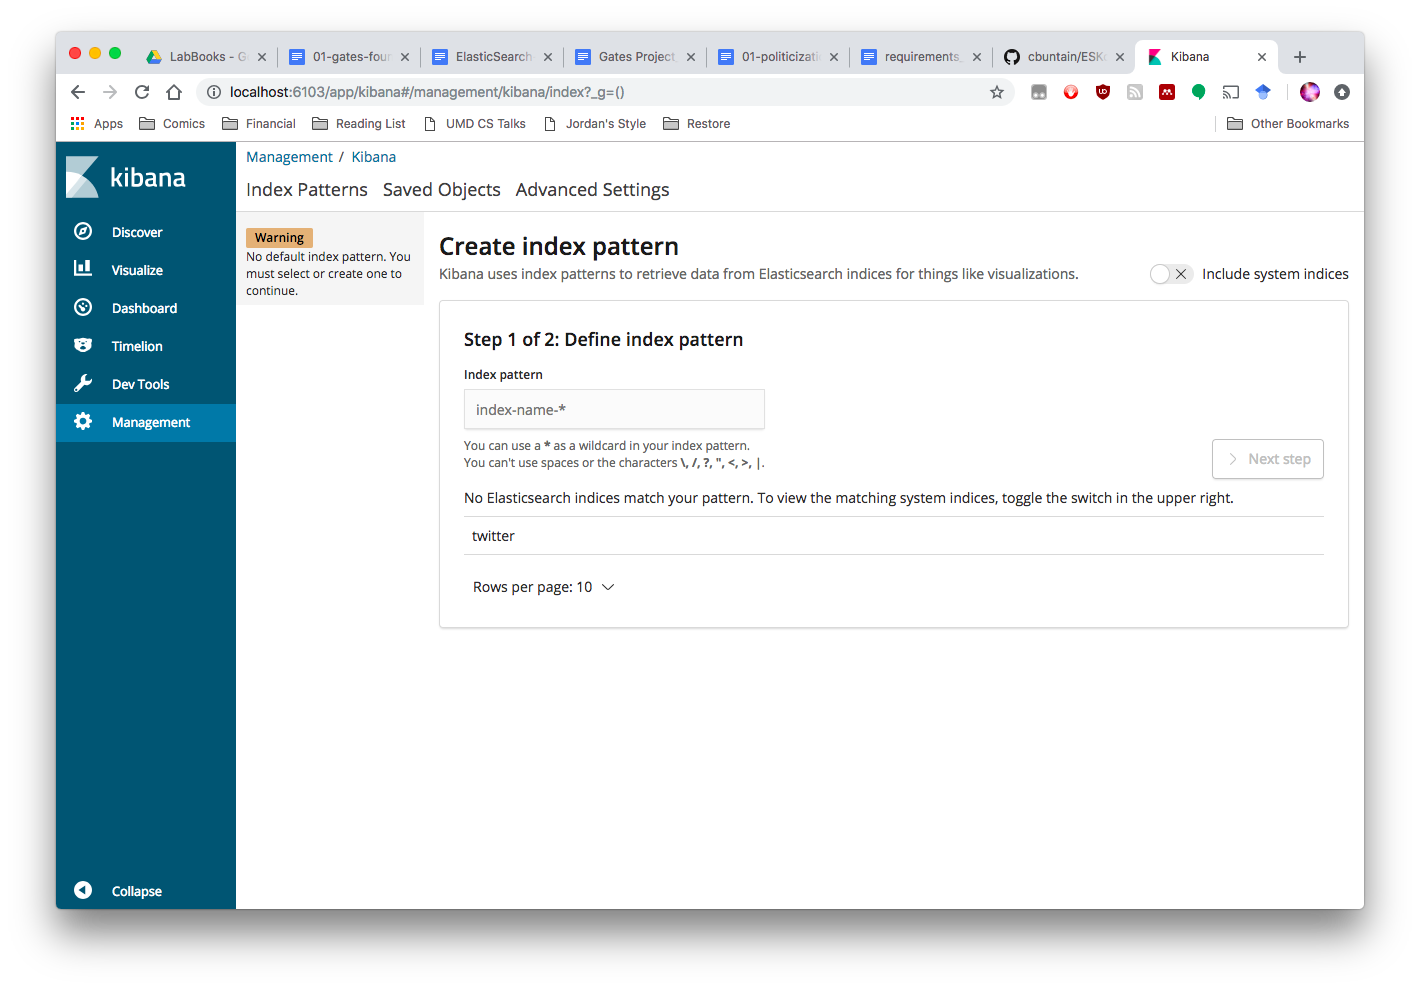 LabBooks - G
01-gates-four
ElasticSearch
Gates Project
01-politicizati
requirements_
cbuntain/ESK
Kibana
localhost:6103/app/kibana#/management/kibana/index?_g=()
Apps
Comics
Financial
Reading List
UMD CS Talks
Jordan's Style
Restore
Other Bookmarks
kibana
Discover
Visualize
Dashboard
Timelion
Dev Tools
Management
Collapse
Management / Kibana
Index Patterns Saved Objects Advanced Settings
Warning
No default index pattern. You
must select or create one to
continue.
Create index pattern
Kibana uses index patterns to retrieve data from Elasticsearch indices for things like visualizations.
Include system indices
Step 1 of 2: Define index pattern
Index pattern
index-name-*
You can use a * as a wildcard in your index pattern.
You can't use spaces or the characters \, /, ?, ", <, >, |.
Next step
No Elasticsearch indices match your pattern. To view the matching system indices, toggle the switch in the upper right.
twitter
Rows per page: 10